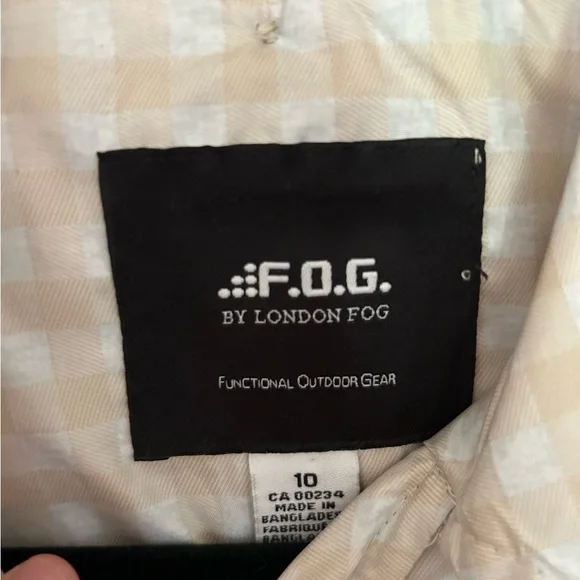 F.O.G.
BY LONDON FOG
FUNCTIONAL OUTDOOR GEAR
10
CA 00234
MADE IN